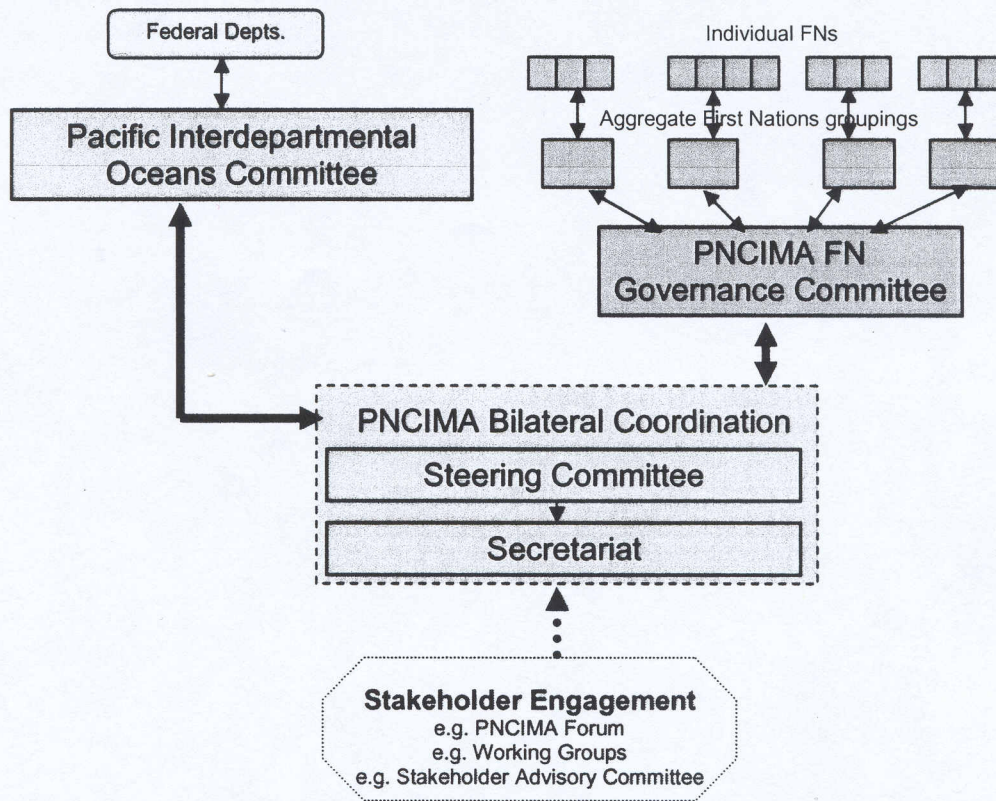 Federal Depts.
Pacific Interdepartmental
Oceans Committee
Individual FNs
Aggregate First Nations groupings
PNCIMA FN
Governance Committee
PNCIMA Bilateral Coordination
Steering Committee
Secretariat
Stakeholder Engagement
e.g. PNCIMA Forum
e.g. Working Groups
e.g. Stakeholder Advisory Committee